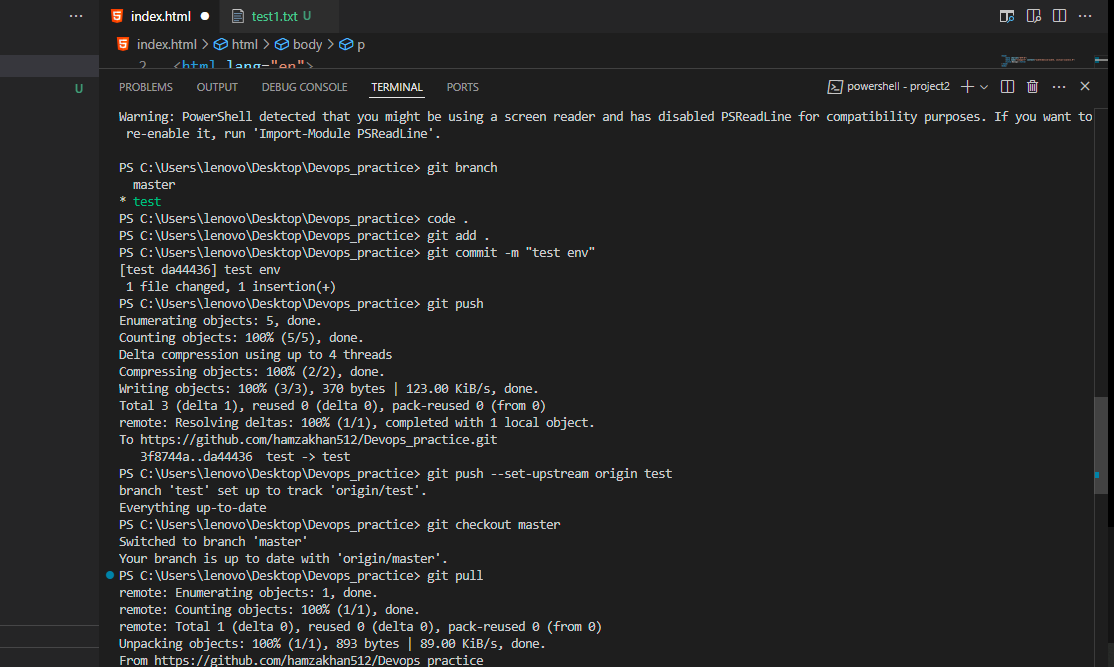 index.html
test1.txt U
index.html > html > body > p
2 <html lang="en">
U
PROBLEMS OUTPUT DEBUG CONSOLE TERMINAL PORTS
powershell - project2
Warning: PowerShell detected that you might be using a screen reader and has disabled PSReadLine for compatibility purposes. If you want to
re-enable it, run 'Import-Module PSReadLine'.
PS C:\Users\lenovo\Desktop\Devops_practice> git branch
master
* test
PS C:\Users\lenovo\Desktop\Devops_practice> code .
PS C:\Users\lenovo\Desktop\Devops_practice> git add .
PS C:\Users\lenovo\Desktop\Devops_practice> git commit -m "test env"
[test da44436] test env
1 file changed, 1 insertion(+)
PS C:\Users\lenovo\Desktop\Devops_practice> git push
Enumerating objects: 5, done.
Counting objects: 100% (5/5), done.
Delta compression using up to 4 threads
Compressing objects: 100% (2/2), done.
Writing objects: 100% (3/3), 370 bytes | 123.00 KiB/s, done.
Total 3 (delta 1), reused 0 (delta 0), pack-reused 0 (from 0)
remote: Resolving deltas: 100% (1/1), completed with 1 local object.
To https://github.com/hamzakhan512/Devops_practice.git
3f8744a..da44436 test -> test
PS C:\Users\lenovo\Desktop\Devops_practice> git push --set-upstream origin test
branch 'test' set up to track 'origin/test'.
Everything up-to-date
PS C:\Users\lenovo\Desktop\Devops_practice> git checkout master
Switched to branch 'master'
Your branch is up to date with 'origin/master'.
PS C:\Users\lenovo\Desktop\Devops_practice> git pull
remote: Enumerating objects: 1, done.
remote: Counting objects: 100% (1/1), done.
remote: Total 1 (delta 0), reused 0 (delta 0), pack-reused 0 (from 0)
Unpacking objects: 100% (1/1), 893 bytes | 89.00 KiB/s, done.
From https://github.com/hamzakhan512/Devops_practice